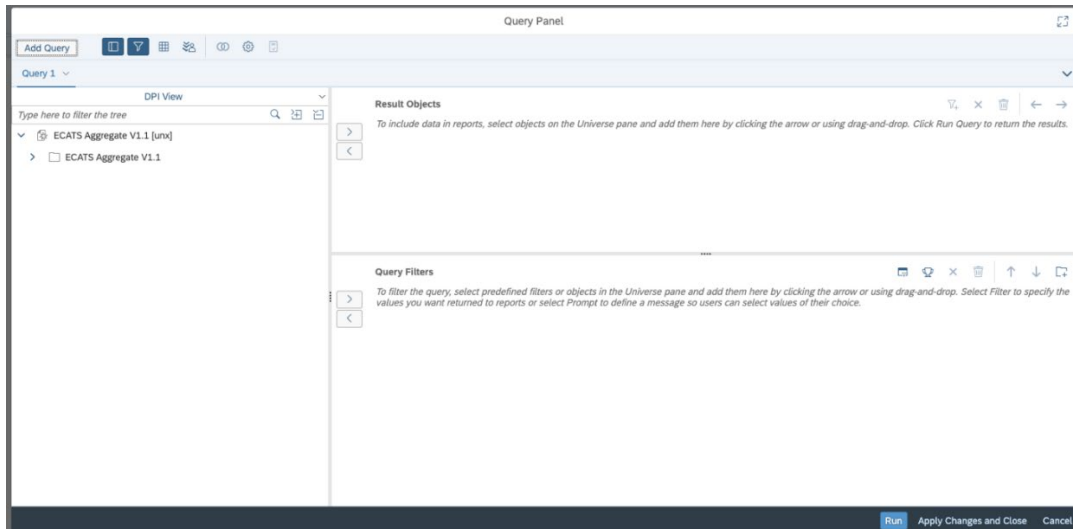 Query Panel
Add Query
Query 1
DPI View
Type here to filter the tree
ECATS Aggregate V1.1 [unx]
ECATS Aggregate V1.1
Result Objects
To include data in reports, select objects on the Universe pane and add them here by clicking the arrow or using drag-and-drop. Click Run Query to return the results.
Query Filters
To filter the query, select predefined filters or objects in the Universe pane and add them here by clicking the arrow or using drag-and-drop. Select Filter to specify the
values you want returned to reports or select Prompt to define a message so users can select values of their choice.
Run Apply Changes and Close Cancel